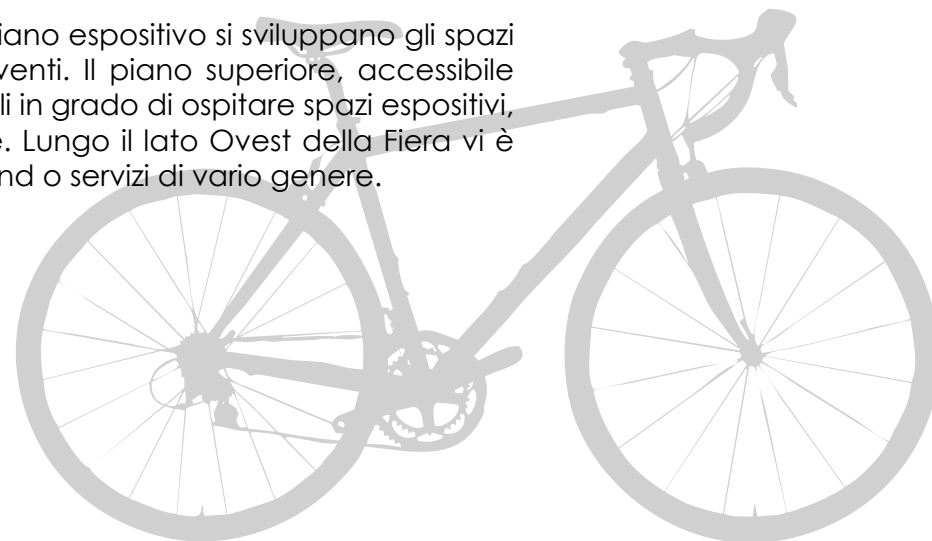 iano espositivo si sviluppano gli spazi
venti. Il piano superiore, accessibile
li in grado di ospitare spazi espositivi,
e. Lungo il lato Ovest della Fiera vi è
nd o servizi di vario genere.